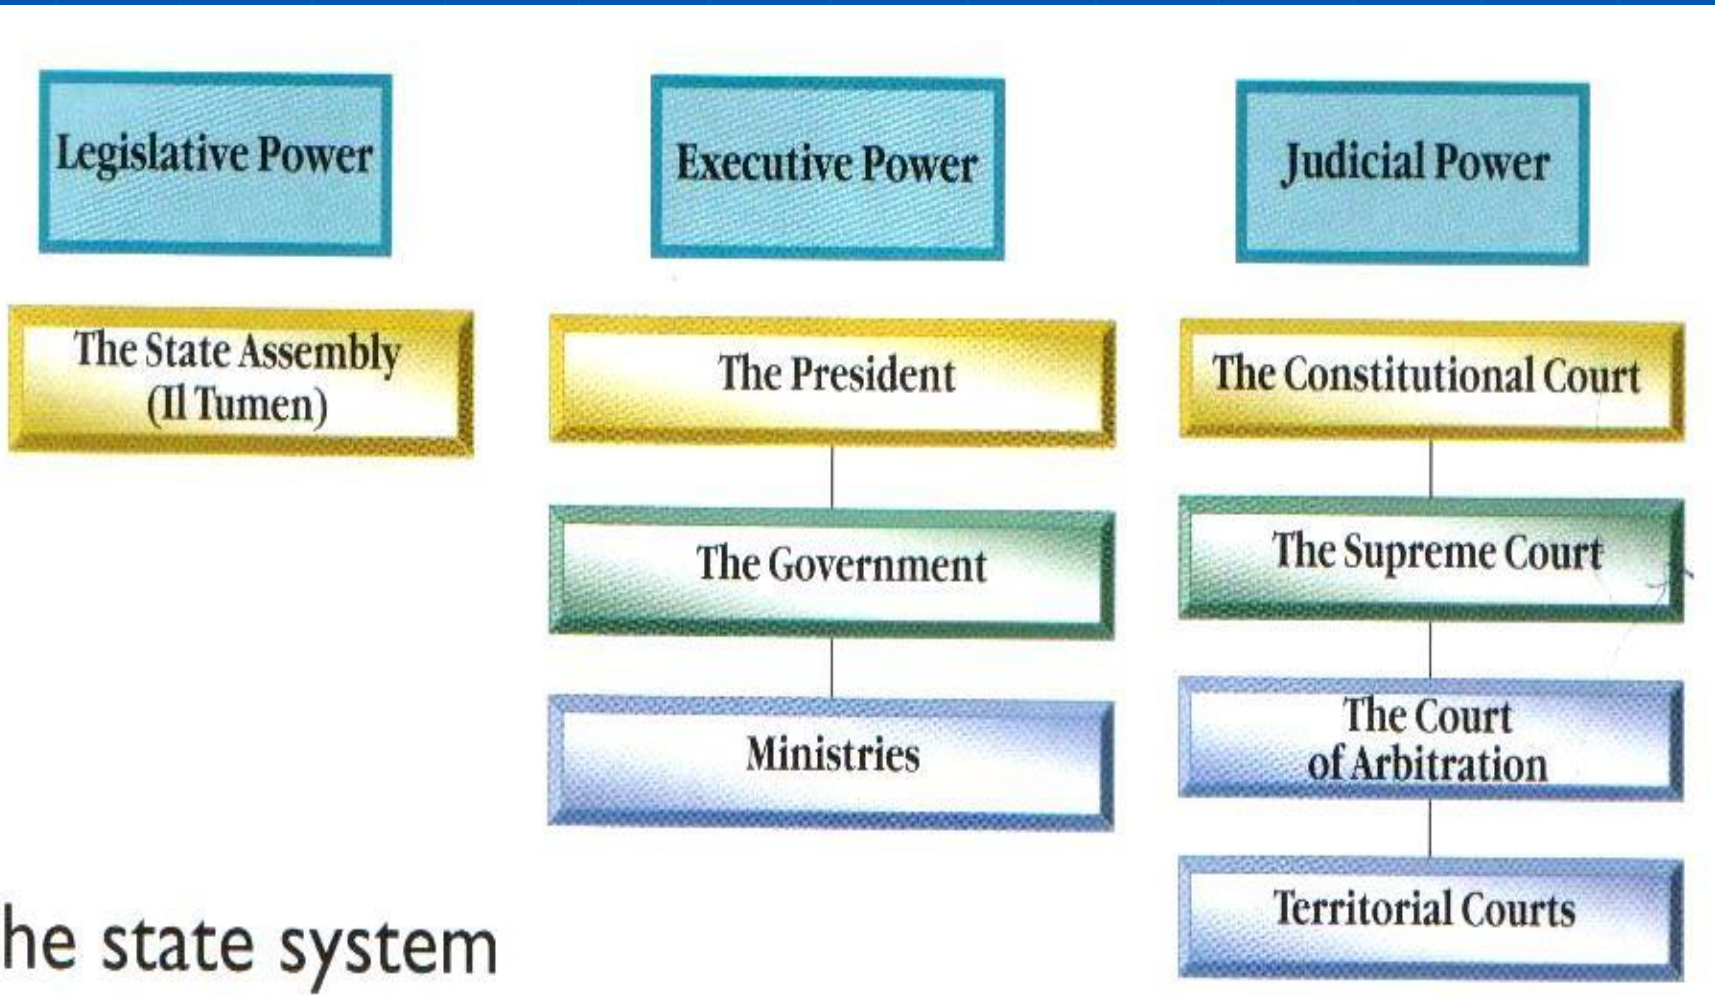 Legislative Power
Executive Power
Judicial Power
The State Assembly
(Il Tumen)
The President
The Constitutional Court
The Government
The Supreme Court
Ministries
The Court
of Arbitration
Territorial Courts
he state system